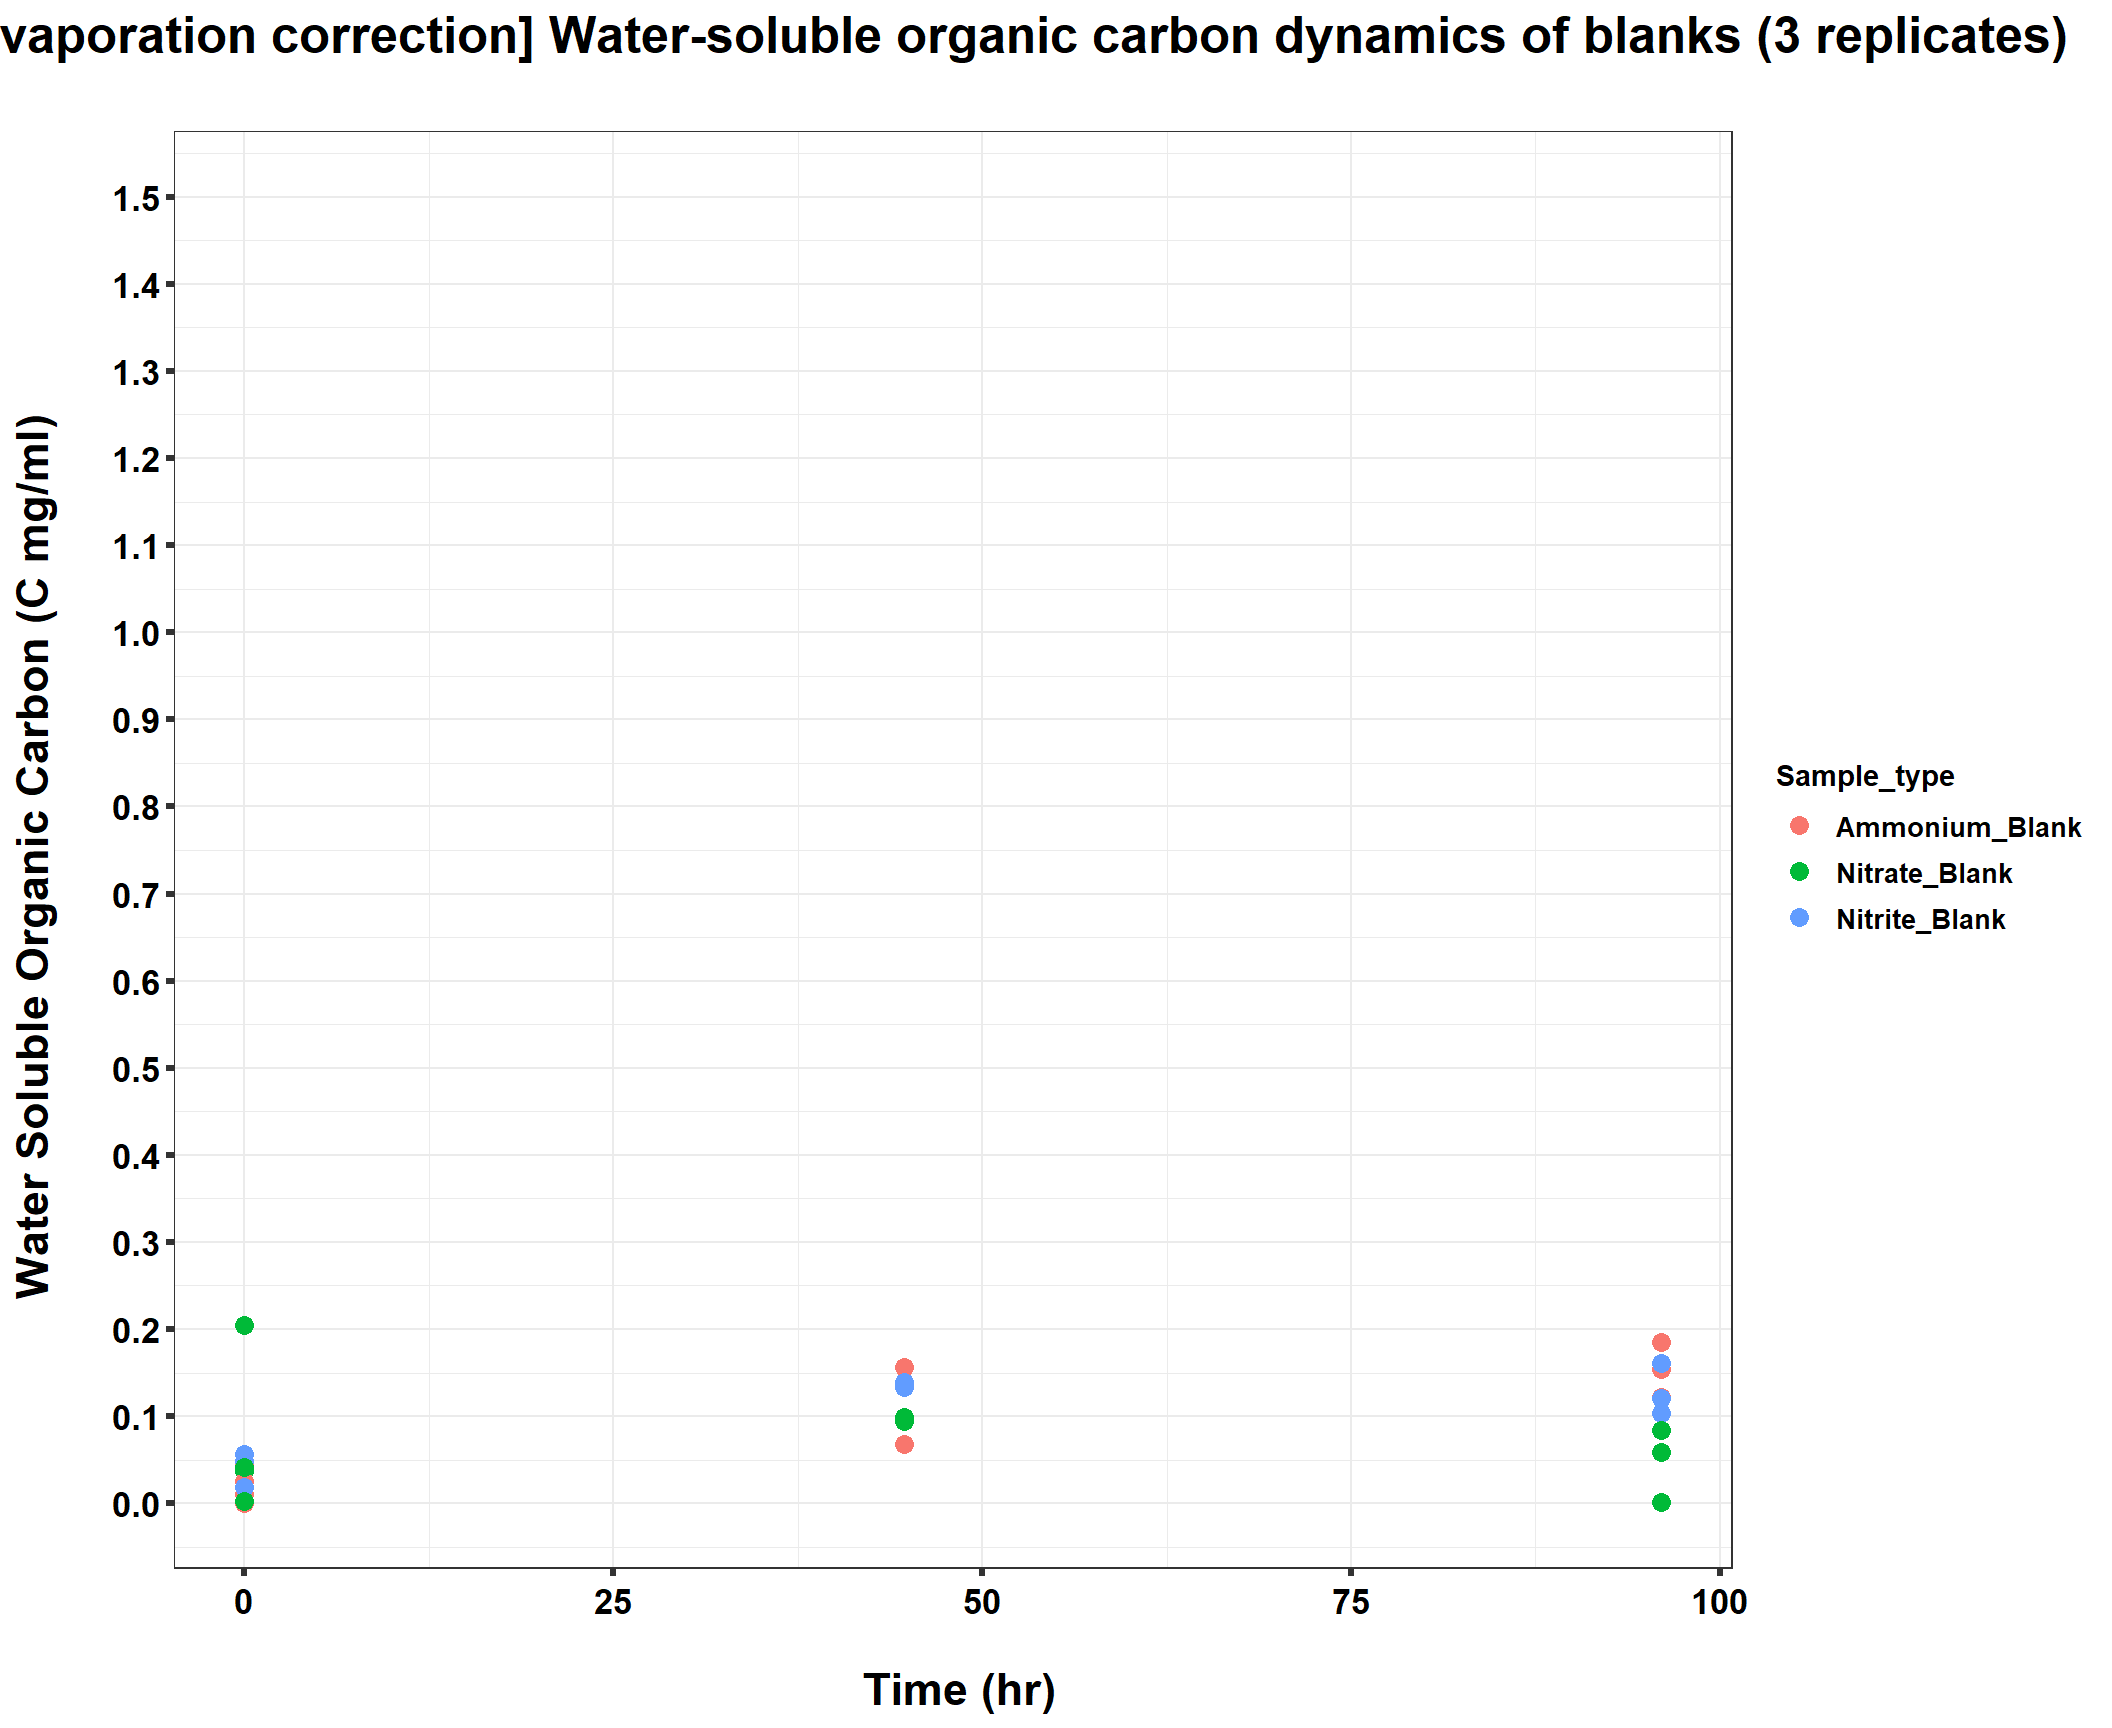 vaporation correction] Water-soluble organic carbon dynamics of blanks (3 replicates)
Water Soluble Organic Carbon (C mg/ml)
1.5
1.4
1.3
1.2
1.1
1.0
0.9
0.8
0.7
0.6
0.5
0.4
0.3
0.2
0.1
0.0
0 25 50 75 100
Time (hr)
Sample_type
Ammonium_Blank
Nitrate_Blank
Nitrite_Blank